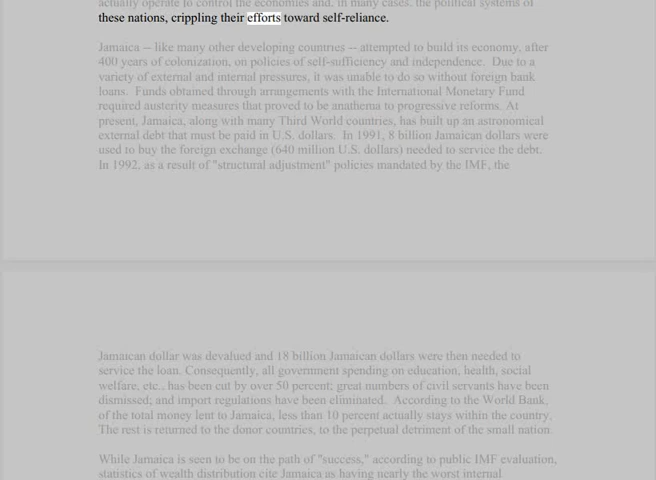 actually operate to control the economies and, in many cases, the political systems of
these nations, crippling their efforts toward self-reliance.
Jamaica -- like many other developing countries -- attempted to build its economy, after
400 years of colonization, on policies of self-sufficiency and independence. Due to a
variety of external and internal pressures, it was unable to do so without foreign bank
loans. Funds obtained through arrangements with the International Monetary Fund
required austerity measures that proved to be anathema to progressive reforms. At
present, Jamaica, along with many Third World countries, has built up an astronomical
external debt that must be paid in U.S. dollars. In 1991, 8 billion Jamaican dollars were
used to buy the foreign exchange (640 million U.S. dollars) needed to service the debt.
In 1992, as a result of "structural adjustment" policies mandated by the IMF, the
Jamaican dollar was devalued and 18 billion Jamaican dollars were then needed to
service the loan. Consequently, all government spending on education, health, social
welfare, etc., has been cut by over 50 percent; great numbers of civil servants have been
dismissed; and import regulations have been eliminated. According to the World Bank,
of the total money lent to Jamaica, less than 10 percent actually stays within the country.
The rest is returned to the donor countries, to the perpetual detriment of the small nation.
While Jamaica is seen to be on the path of "success," according to public IMF evaluation,
statistics of wealth distribution cite Jamaica as having nearly the worst internal